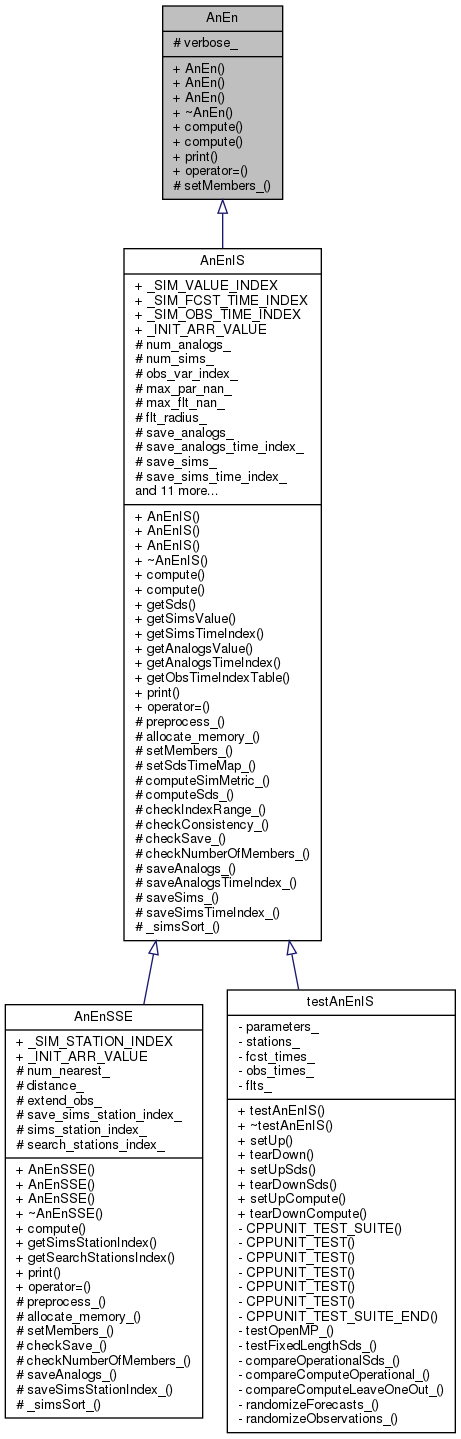 AnEn
# verbose_
+ AnEn()
+ AnEn()
+ AnEn()
+ ~AnEn()
+ compute()
+ compute()
+ print()
+ operator=()
# setMembers_()
AnEnIS
+ _SIM_VALUE_INDEX
+ _SIM_FCST_TIME_INDEX
+ _SIM_OBS_TIME_INDEX
+ _INIT_ARR_VALUE
# num_analogs_
# num_sims_
# obs_var_index_
# max_par_nan_
# max_flt_nan_
# flt_radius_
# save_analogs_
# save_analogs_time_index_
# save_sims_
# save_sims_time_index_
and 11 more...
+ AnEnIS()
+ AnEnIS()
+ AnEnIS()
+ ~AnEnIS()
+ compute()
+ compute()
+ getSds()
+ getSimsValue()
+ getSimsTimeIndex()
+ getAnalogsValue()
+ getAnalogsTimeIndex()
+ getObsTimeIndexTable()
+ print()
+ operator=()
# preprocess_()
# allocate_memory_()
# setMembers_()
# setSdsTimeMap_()
# computeSimMetric_()
# computeSds_()
# checkIndexRange_()
# checkConsistency_()
# checkSave_()
# checkNumberOfMembers_()
# saveAnalogs_()
# saveAnalogsTimeIndex_()
# saveSims_()
# saveSimsTimeIndex_()
# _simsSort_()
AnEnSSE
+ _SIM_STATION_INDEX
+ _INIT_ARR_VALUE
# num_nearest_
# distance_
# extend_obs_
# save_sims_station_index_
# sims_station_index_
# search_stations_index_
+ AnEnSSE()
+ AnEnSSE()
+ AnEnSSE()
+ ~AnEnSSE()
+ compute()
+ getSimsStationIndex()
+ getSearchStationsIndex()
+ print()
+ operator=()
# preprocess_()
# allocate_memory_()
# setMembers_()
# checkSave_()
# checkNumberOfMembers_()
# saveAnalogs_()
# saveSimsStationIndex_()
# _simsSort_()
testAnEnIS
- parameters_
- stations_
- fcst_times_
- obs_times_
- flts_
+ testAnEnIS()
+ ~testAnEnIS()
+ setUp()
+ tearDown()
+ setUpSds()
+ tearDownSds()
+ setUpCompute()
+ tearDownCompute()
- CPPUNIT_TEST_SUITE()
- CPPUNIT_TEST()
- CPPUNIT_TEST()
- CPPUNIT_TEST()
- CPPUNIT_TEST()
- CPPUNIT_TEST()
- CPPUNIT_TEST_SUITE_END()
- testOpenMP_()
- testFixedLengthSds_()
- compareOperationalSds_()
- compareComputeOperational_()
- compareComputeLeaveOneOut_()
- randomizeForecasts_()
- randomizeObservations_()